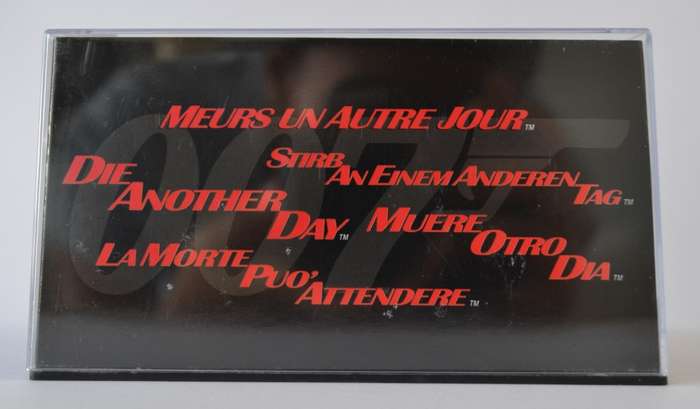 MEURS UN AUTRE JOUR™
STIRB
AN EINEM ANDEREN
TAG™
DIE
ANOTHER
DAY™
MUERE
OTRO
DIA™
LA MORTE
PUO'
ATTENDERE™
007